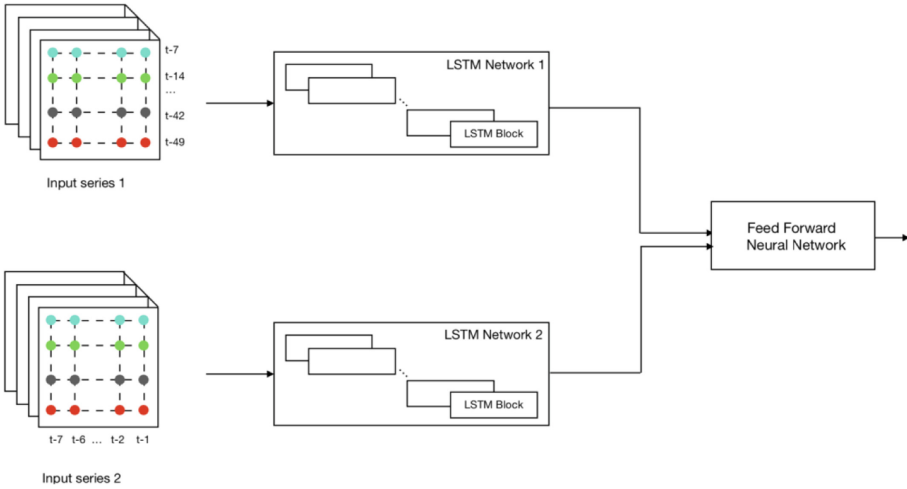 t-7
t-14
...
t-42
t-49
Input series 1
LSTM Network 1
LSTM Block
Feed Forward
Neural Network
LSTM Network 2
LSTM Block
t-7 t-6 ... t-2 t-1
Input series 2